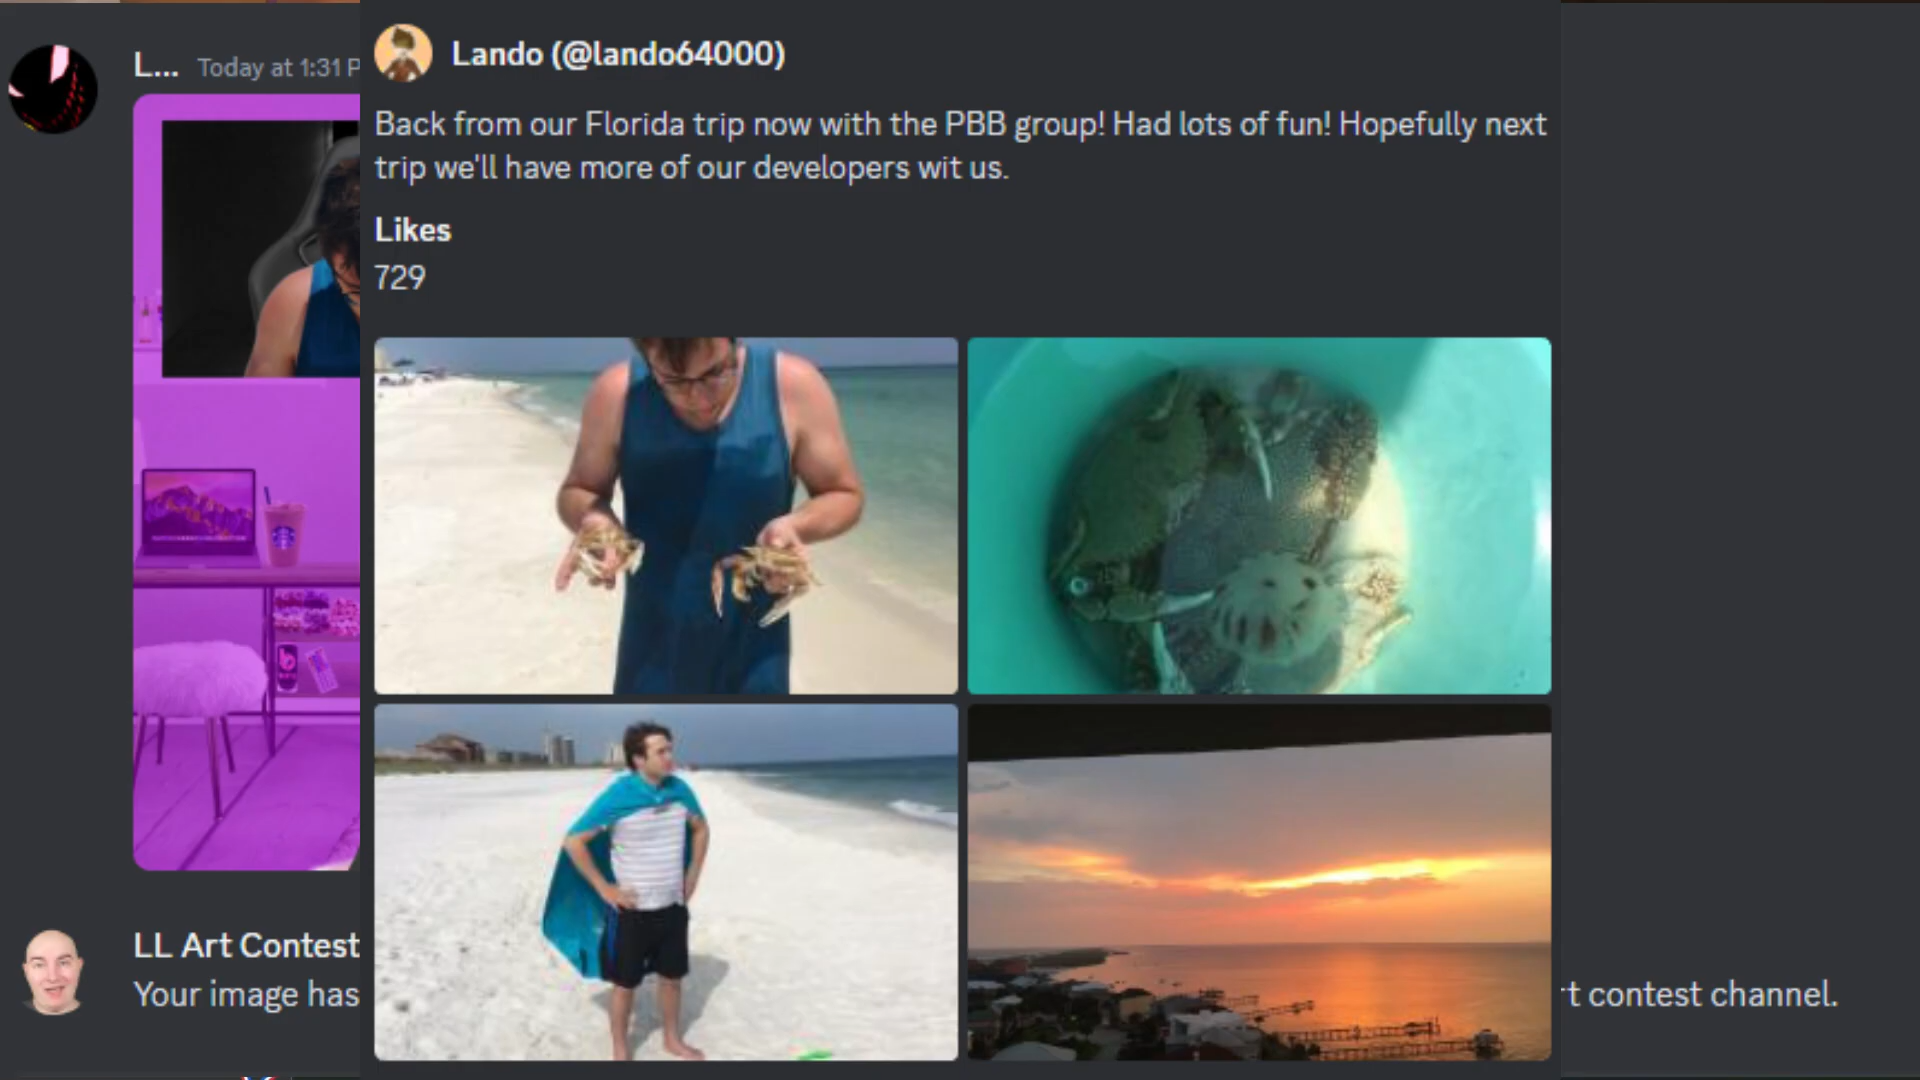 L... Today at 1:31 P
Lando (@lando64000)
Back from our Florida trip now with the PBB group! Had lots of fun! Hopefully next
trip we'll have more of our developers wit us.
Likes
729
LL Art Contest
Your image has
rt contest channel.